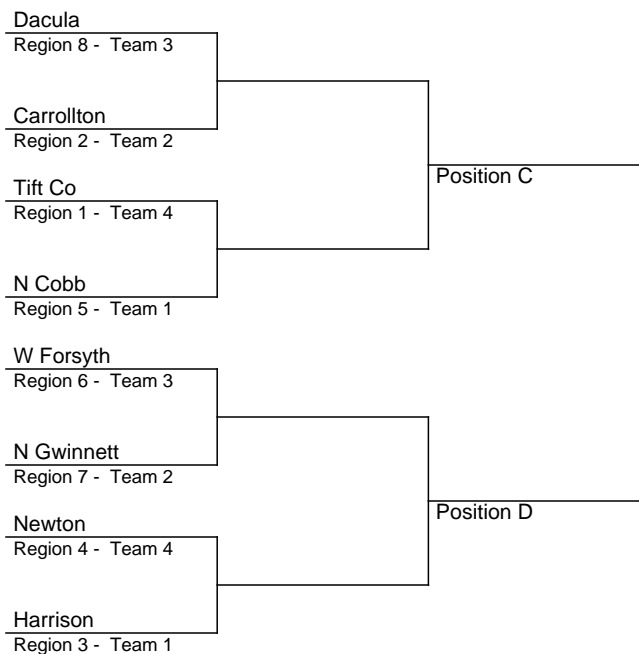 Dacula
Region 8 - Team 3
Carrollton
Region 2 - Team 2
Position C
Tift Co
Region 1 - Team 4
N Cobb
Region 5 - Team 1
W Forsyth
Region 6 - Team 3
N Gwinnett
Region 7 - Team 2
Position D
Newton
Region 4 - Team 4
Harrison
Region 3 - Team 1